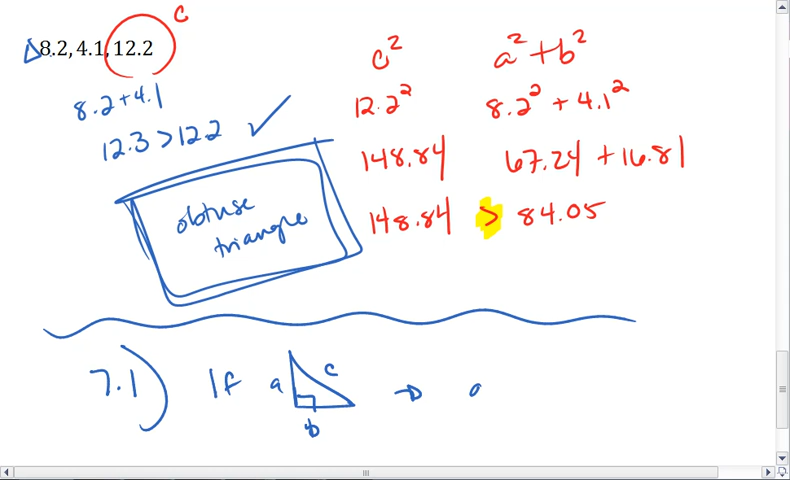 △8.2, 4.1, 12.2
c
8.2+4.1
12.3 > 12.2 ✓
obtuse
triangle
c² a² + b²
12.2² 8.2² + 4.1²
148.84 67.24 + 16.81
148.84 > 84.05
7.1) If a b c → a